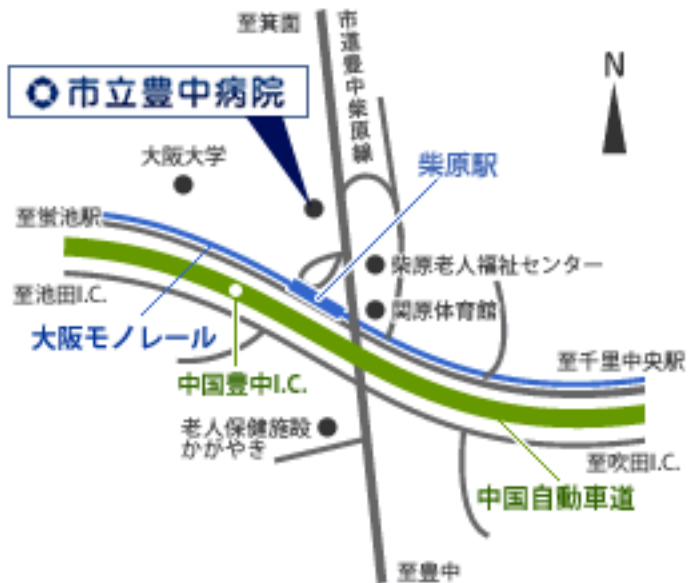 至箕面
市道豊中柴原線
N
市立豊中病院
大阪大学
柴原駅
至蛍池駅
柴原老人福祉センター
至池田I.C.
関原体育館
大阪モノレール
至千里中央駅
中国豊中I.C.
老人保健施設
かがやき
至吹田I.C.
中国自動車道
至豊中